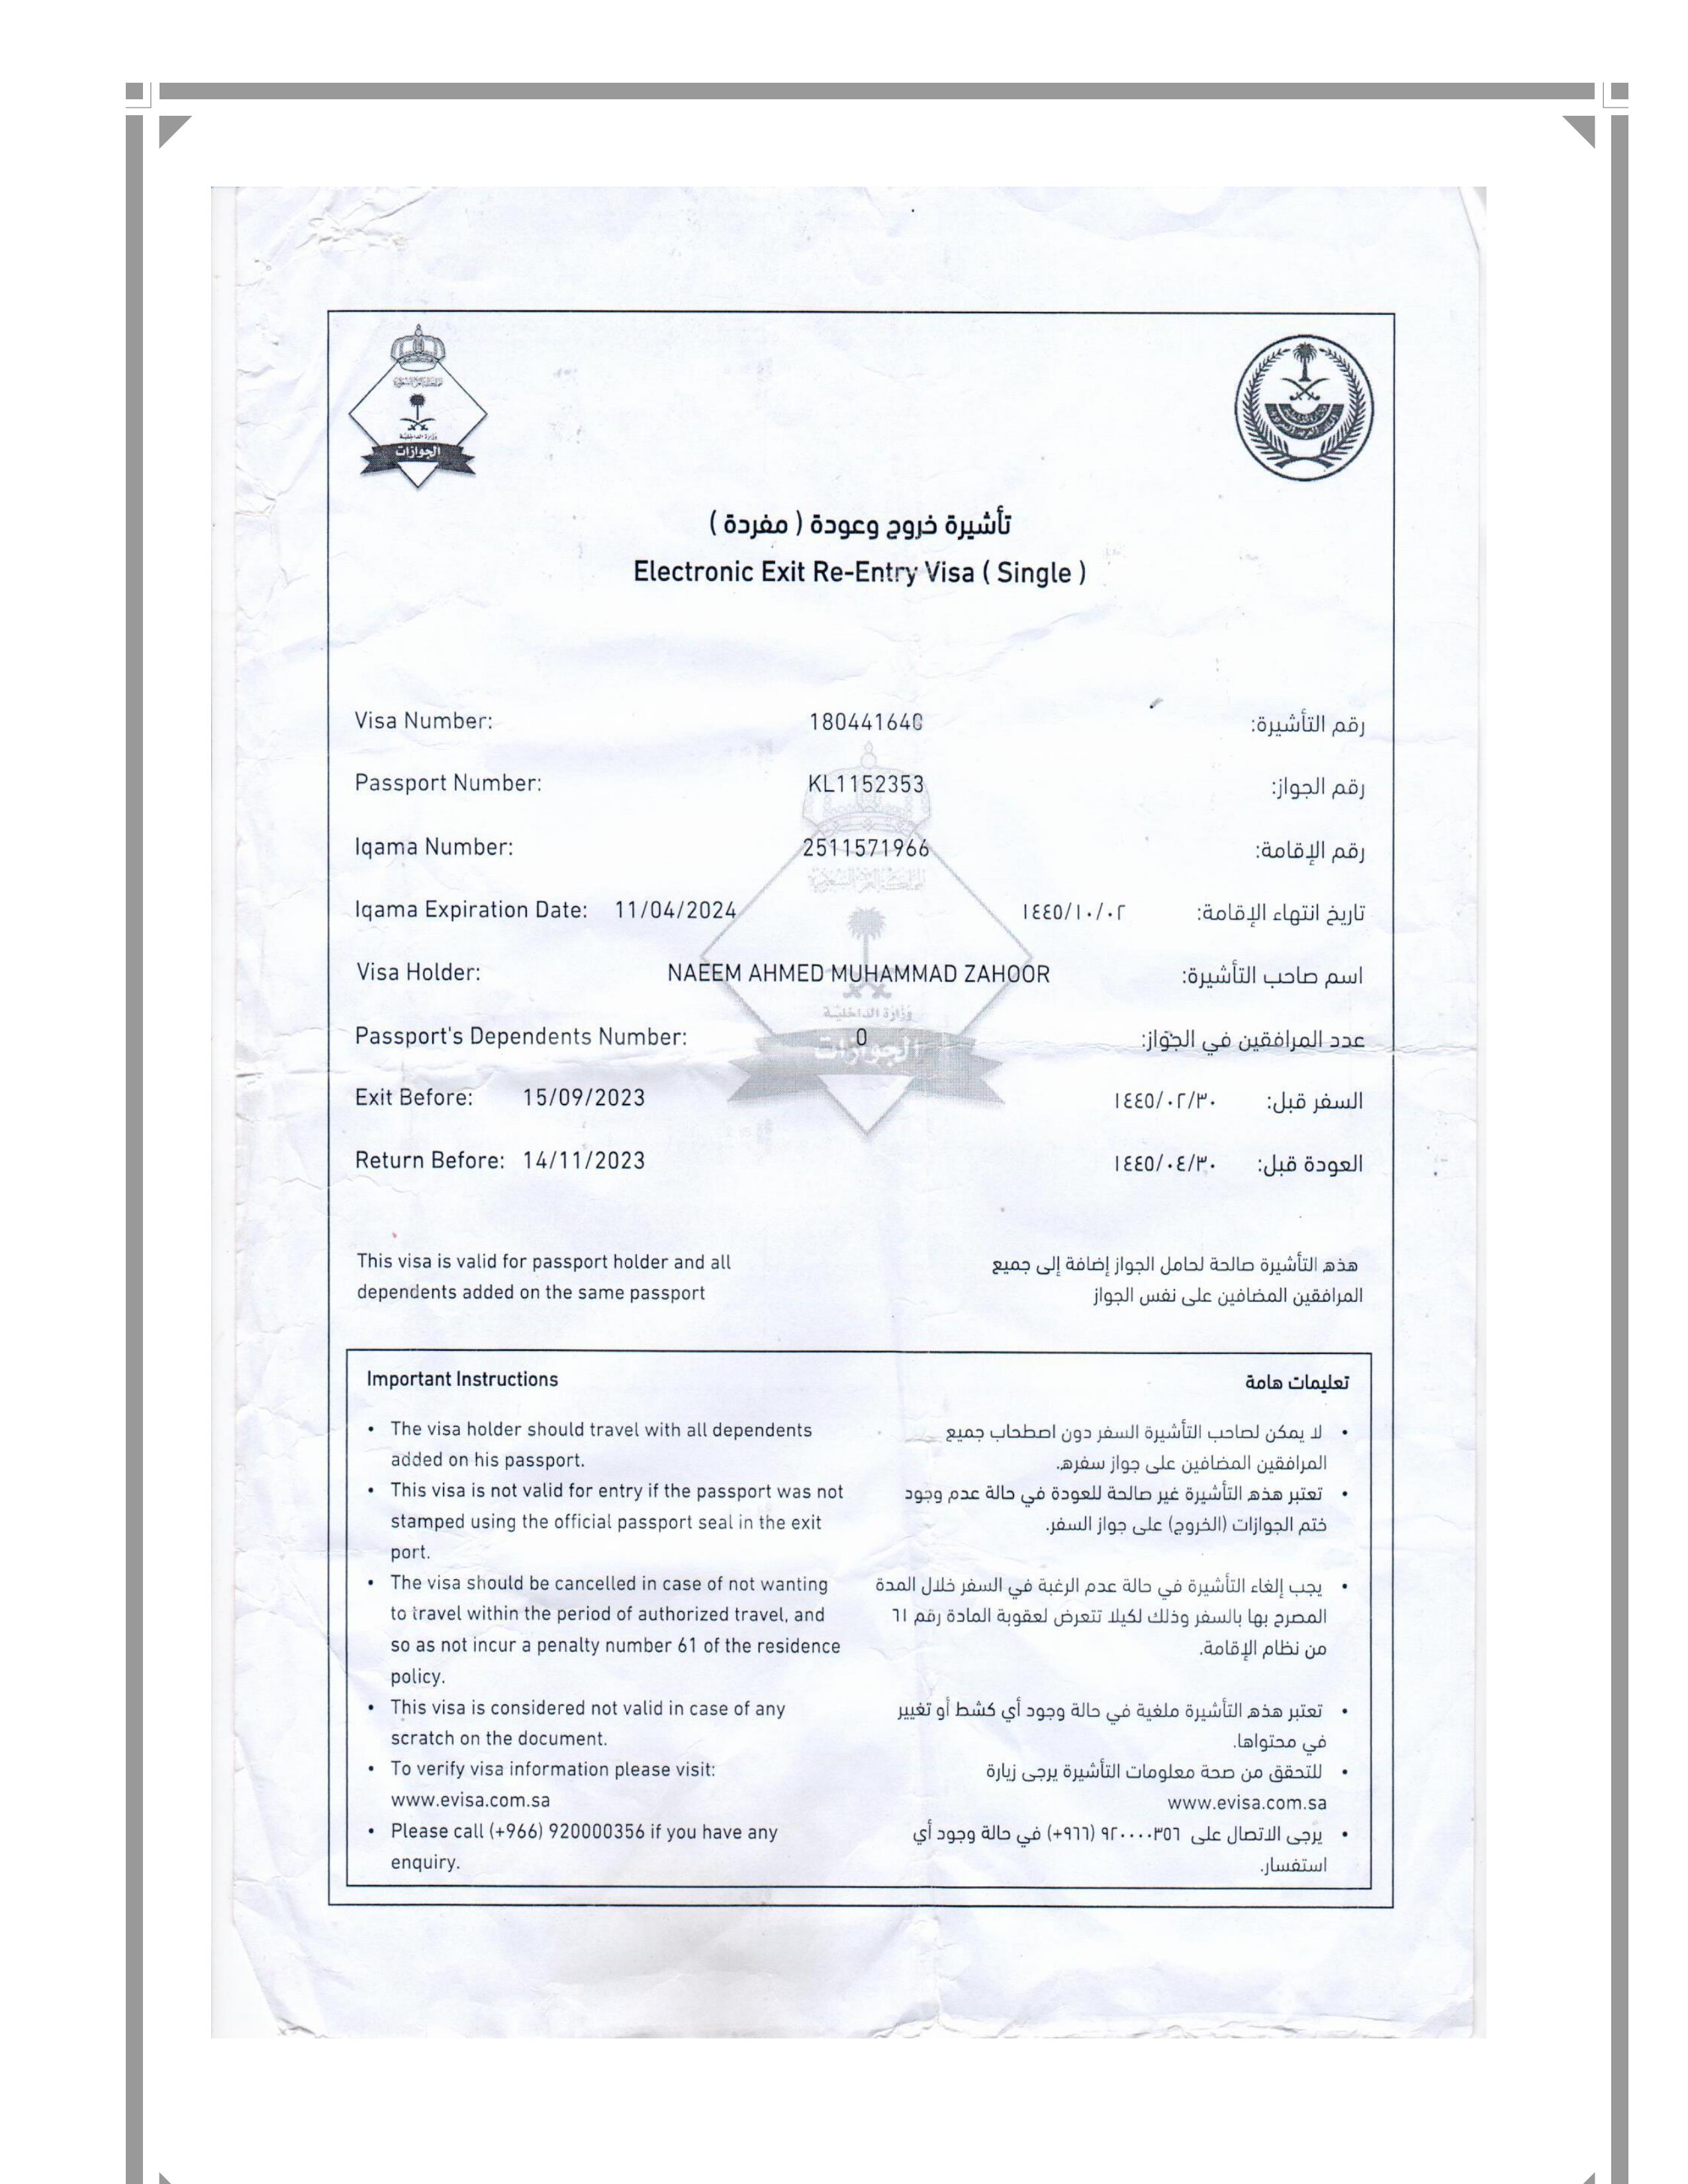 المملكة العربية السعودية
وزارة الداخلية
الجوازات
تأشيرة خروج وعودة ( مفردة )
Electronic Exit Re-Entry Visa ( Single )
Visa Number: 180441640 رقم التأشيرة:
Passport Number: KL1152353 رقم الجواز:
Iqama Number: 2511571966 رقم الإقامة:
Iqama Expiration Date: 11/04/2024 ١٤٤٥/١٠/٠٢ تاريخ انتهاء الإقامة:
Visa Holder: NAEEM AHMED MUHAMMAD ZAHOOR اسم صاحب التأشيرة:
Passport's Dependents Number: 0 عدد المرافقين في الجواز:
Exit Before: 15/09/2023 ١٤٤٥/٠٢/٣٠ السفر قبل:
Return Before: 14/11/2023 ١٤٤٥/٠٤/٣٠ العودة قبل:
This visa is valid for passport holder and all
dependents added on the same passport
هذه التأشيرة صالحة لحامل الجواز إضافة إلى جميع
المرافقين المضافين على نفس الجواز
Important Instructions
• The visa holder should travel with all dependents
added on his passport.
• This visa is not valid for entry if the passport was not
stamped using the official passport seal in the exit
port.
• The visa should be cancelled in case of not wanting
to travel within the period of authorized travel, and
so as not incur a penalty number 61 of the residence
policy.
• This visa is considered not valid in case of any
scratch on the document.
• To verify visa information please visit:
www.evisa.com.sa
• Please call (+966) 920000356 if you have any
enquiry.
تعليمات هامة
• لا يمكن لصاحب التأشيرة السفر دون اصطحاب جميع
المرافقين المضافين على جواز سفره.
• تعتبر هذه التأشيرة غير صالحة للعودة في حالة عدم وجود
ختم الجوازات (الخروج) على جواز السفر.
• يجب إلغاء التأشيرة في حالة عدم الرغبة في السفر خلال المدة
المصرح بها بالسفر وذلك لكيلا تتعرض لعقوبة المادة رقم ٦١
من نظام الإقامة.
• تعتبر هذه التأشيرة ملغية في حالة وجود أي كشط أو تغيير
في محتواها.
• للتحقق من صحة معلومات التأشيرة يرجى زيارة
www.evisa.com.sa
• يرجى الاتصال على ٩٢٠٠٠٠٣٥٦ (٩٦٦+) في حالة وجود أي
استفسار.